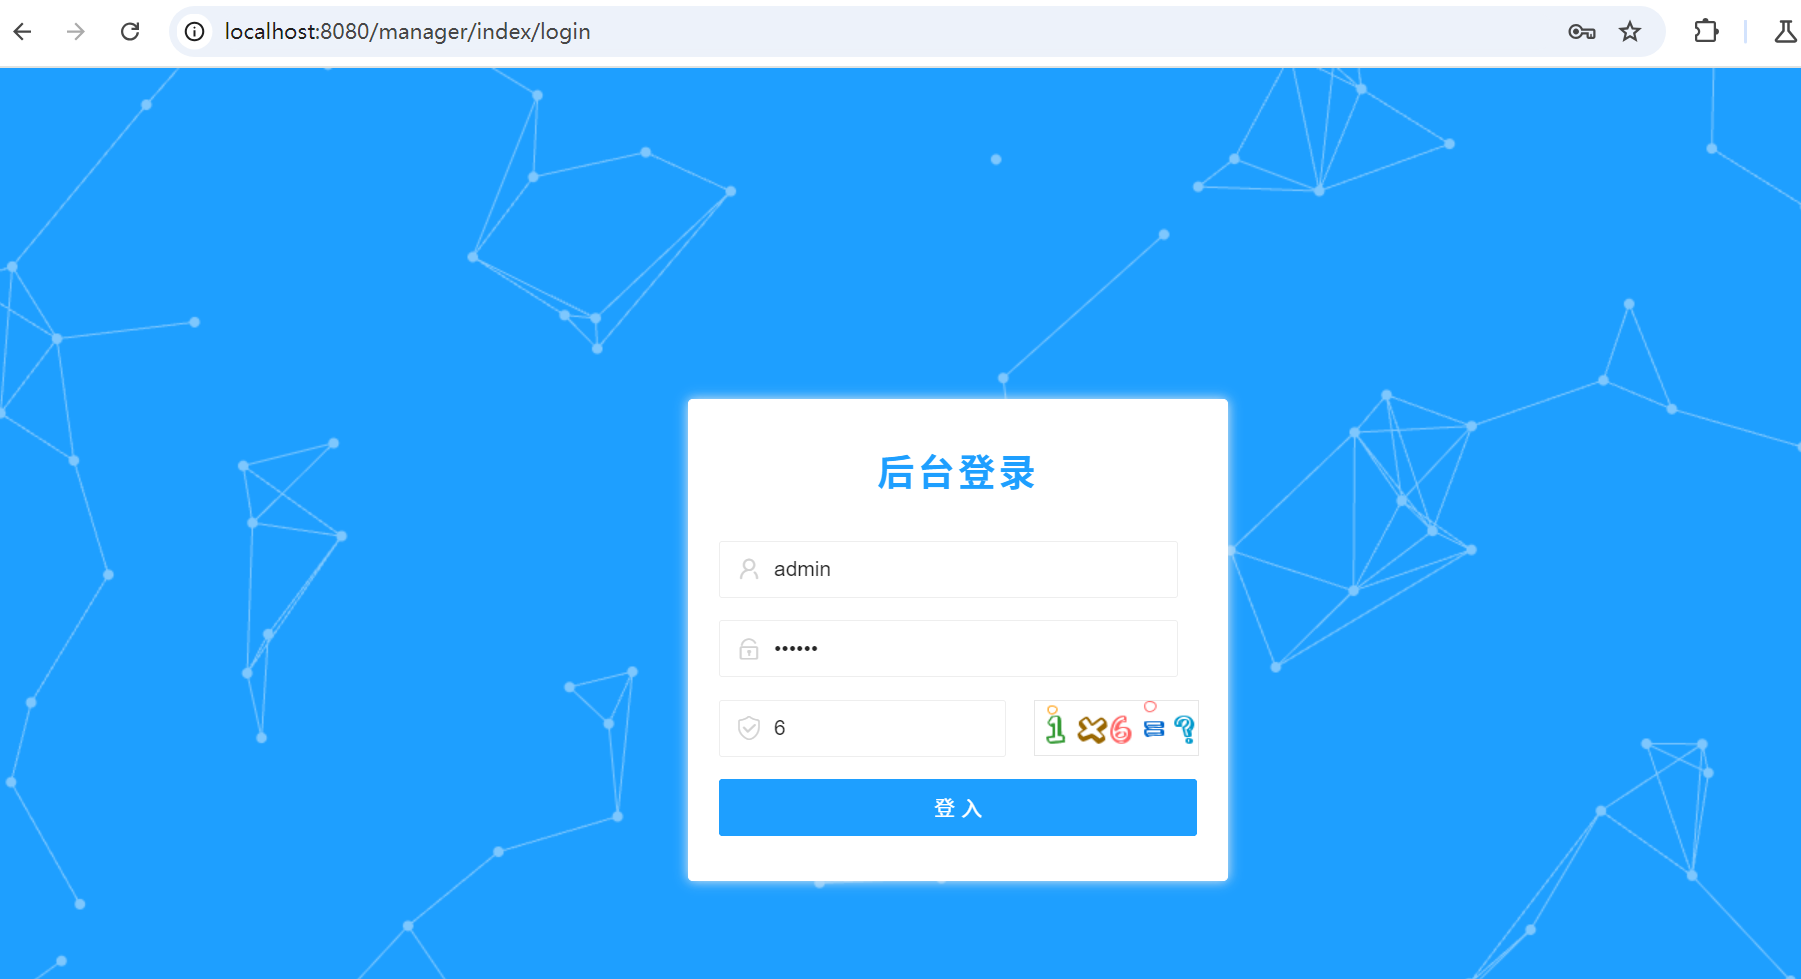 localhost:8080/manager/index/login
后台登录
admin
••••••
6
1×6=?
登 入